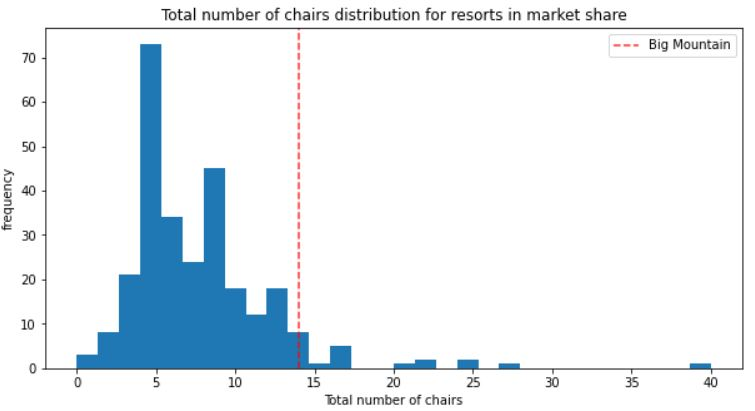 Total number of chairs distribution for resorts in market share
Big Mountain
frequency
70
60
50
40
30
20
10
0
0 5 10 15 20 25 30 35 40
Total number of chairs